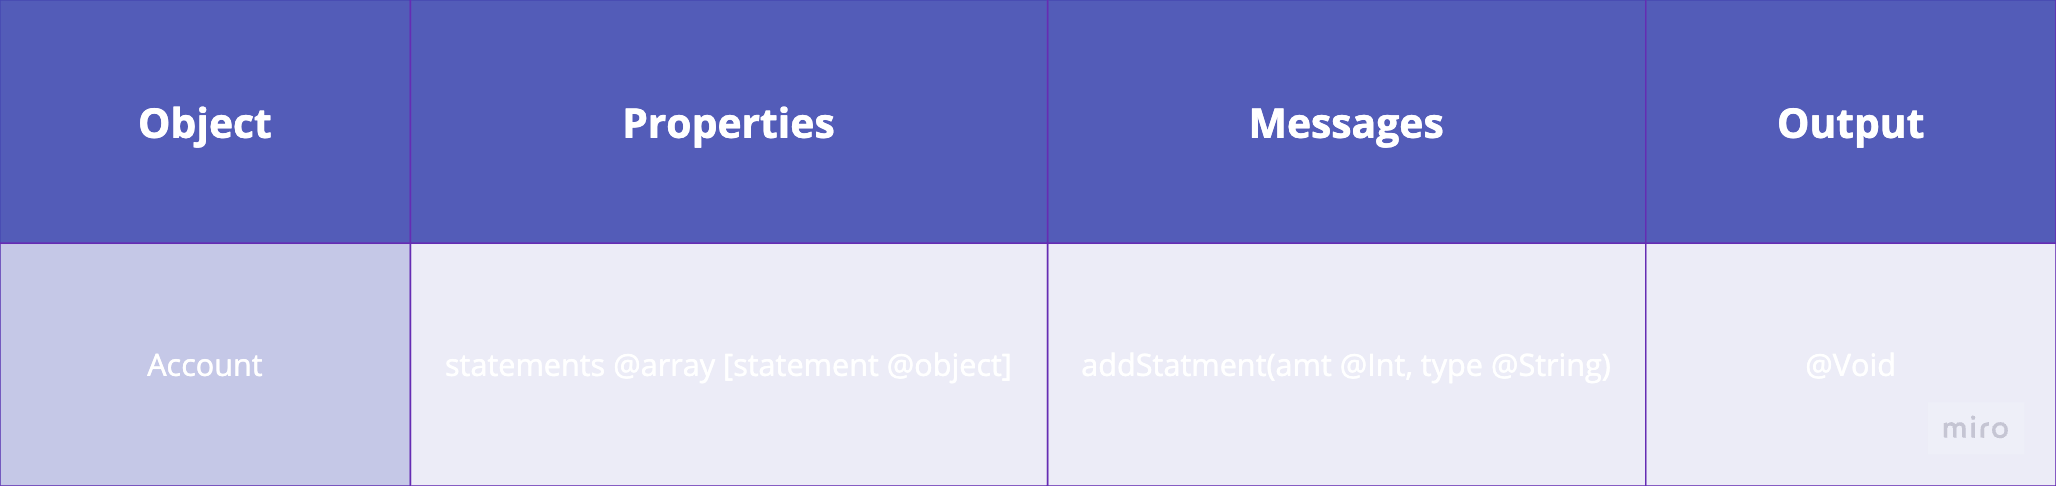 Object Properties Messages Output
Account statements @array [statement @object] addStatment(amt @Int, type @String) @Void
miro